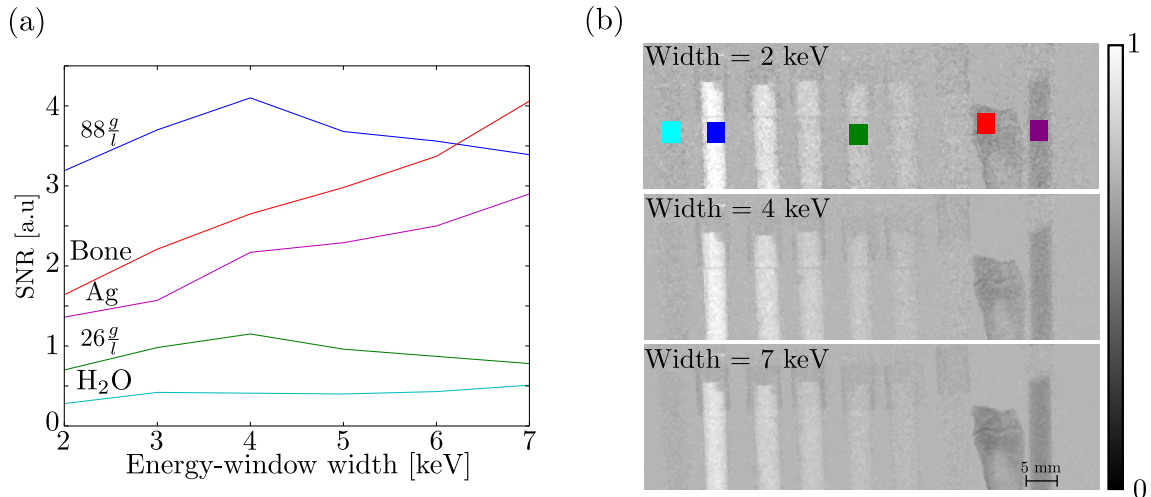 (a)
SNR [a.u]
4
3
2
1
0
88 g/l
Bone
Ag
26 g/l
H₂O
2 3 4 5 6 7
Energy-window width [keV]
(b)
Width = 2 keV
Width = 4 keV
Width = 7 keV
5 mm
1
0